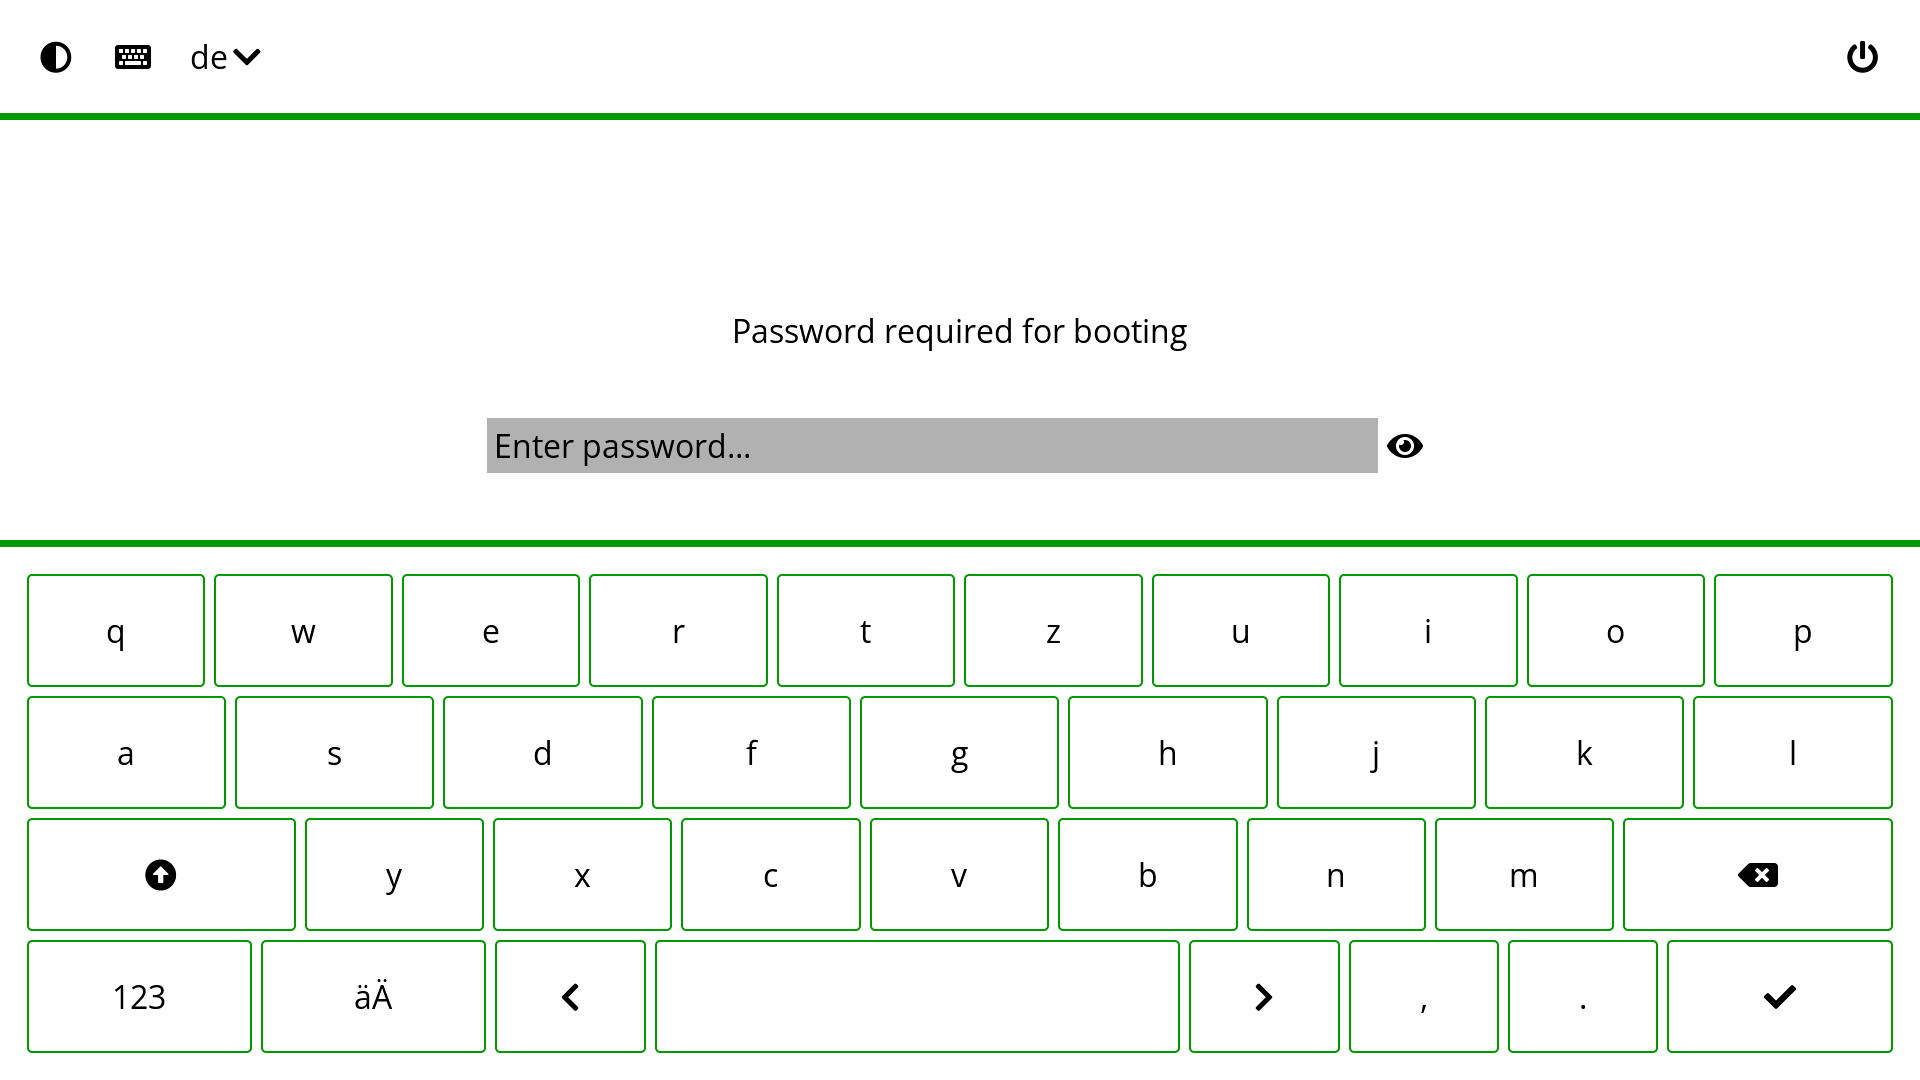 de
Password required for booting
Enter password...
q w e r t z u i o p
a s d f g h j k l
y x c v b n m
123 äÄ , .